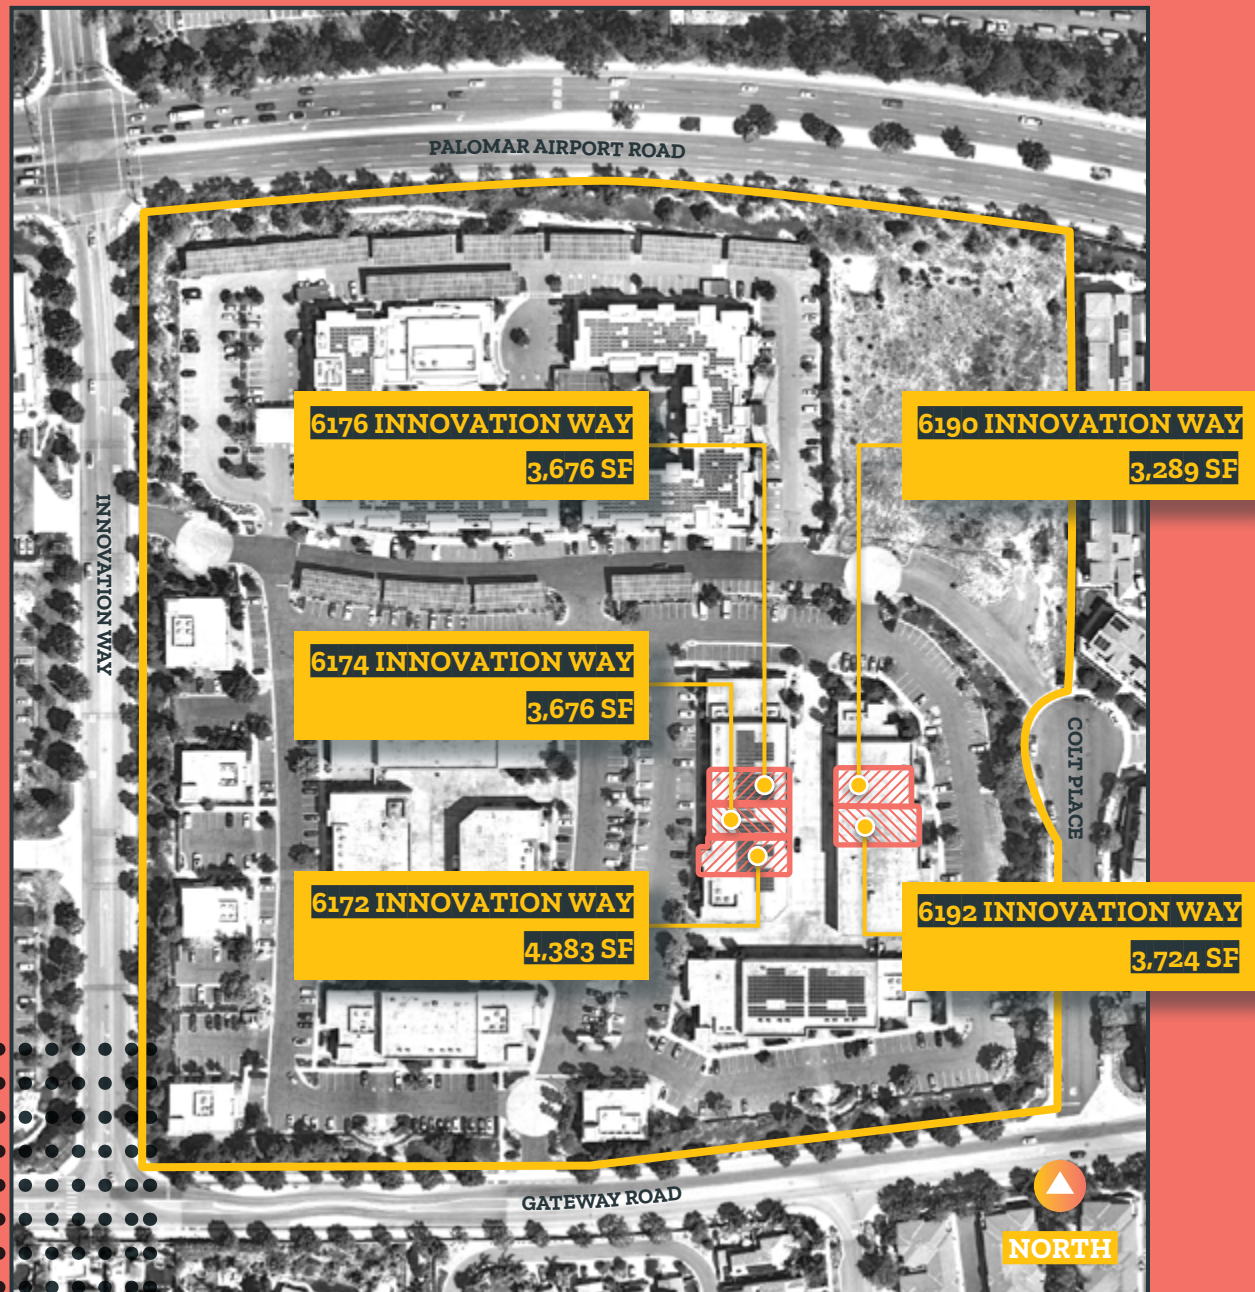 PALOMAR AIRPORT ROAD
6176 INNOVATION WAY
3,676 SF
6190 INNOVATION WAY
3,289 SF
INNOVATION WAY
6174 INNOVATION WAY
3,676 SF
COLT PLACE
6172 INNOVATION WAY
4,383 SF
6192 INNOVATION WAY
3,724 SF
GATEWAY ROAD
NORTH